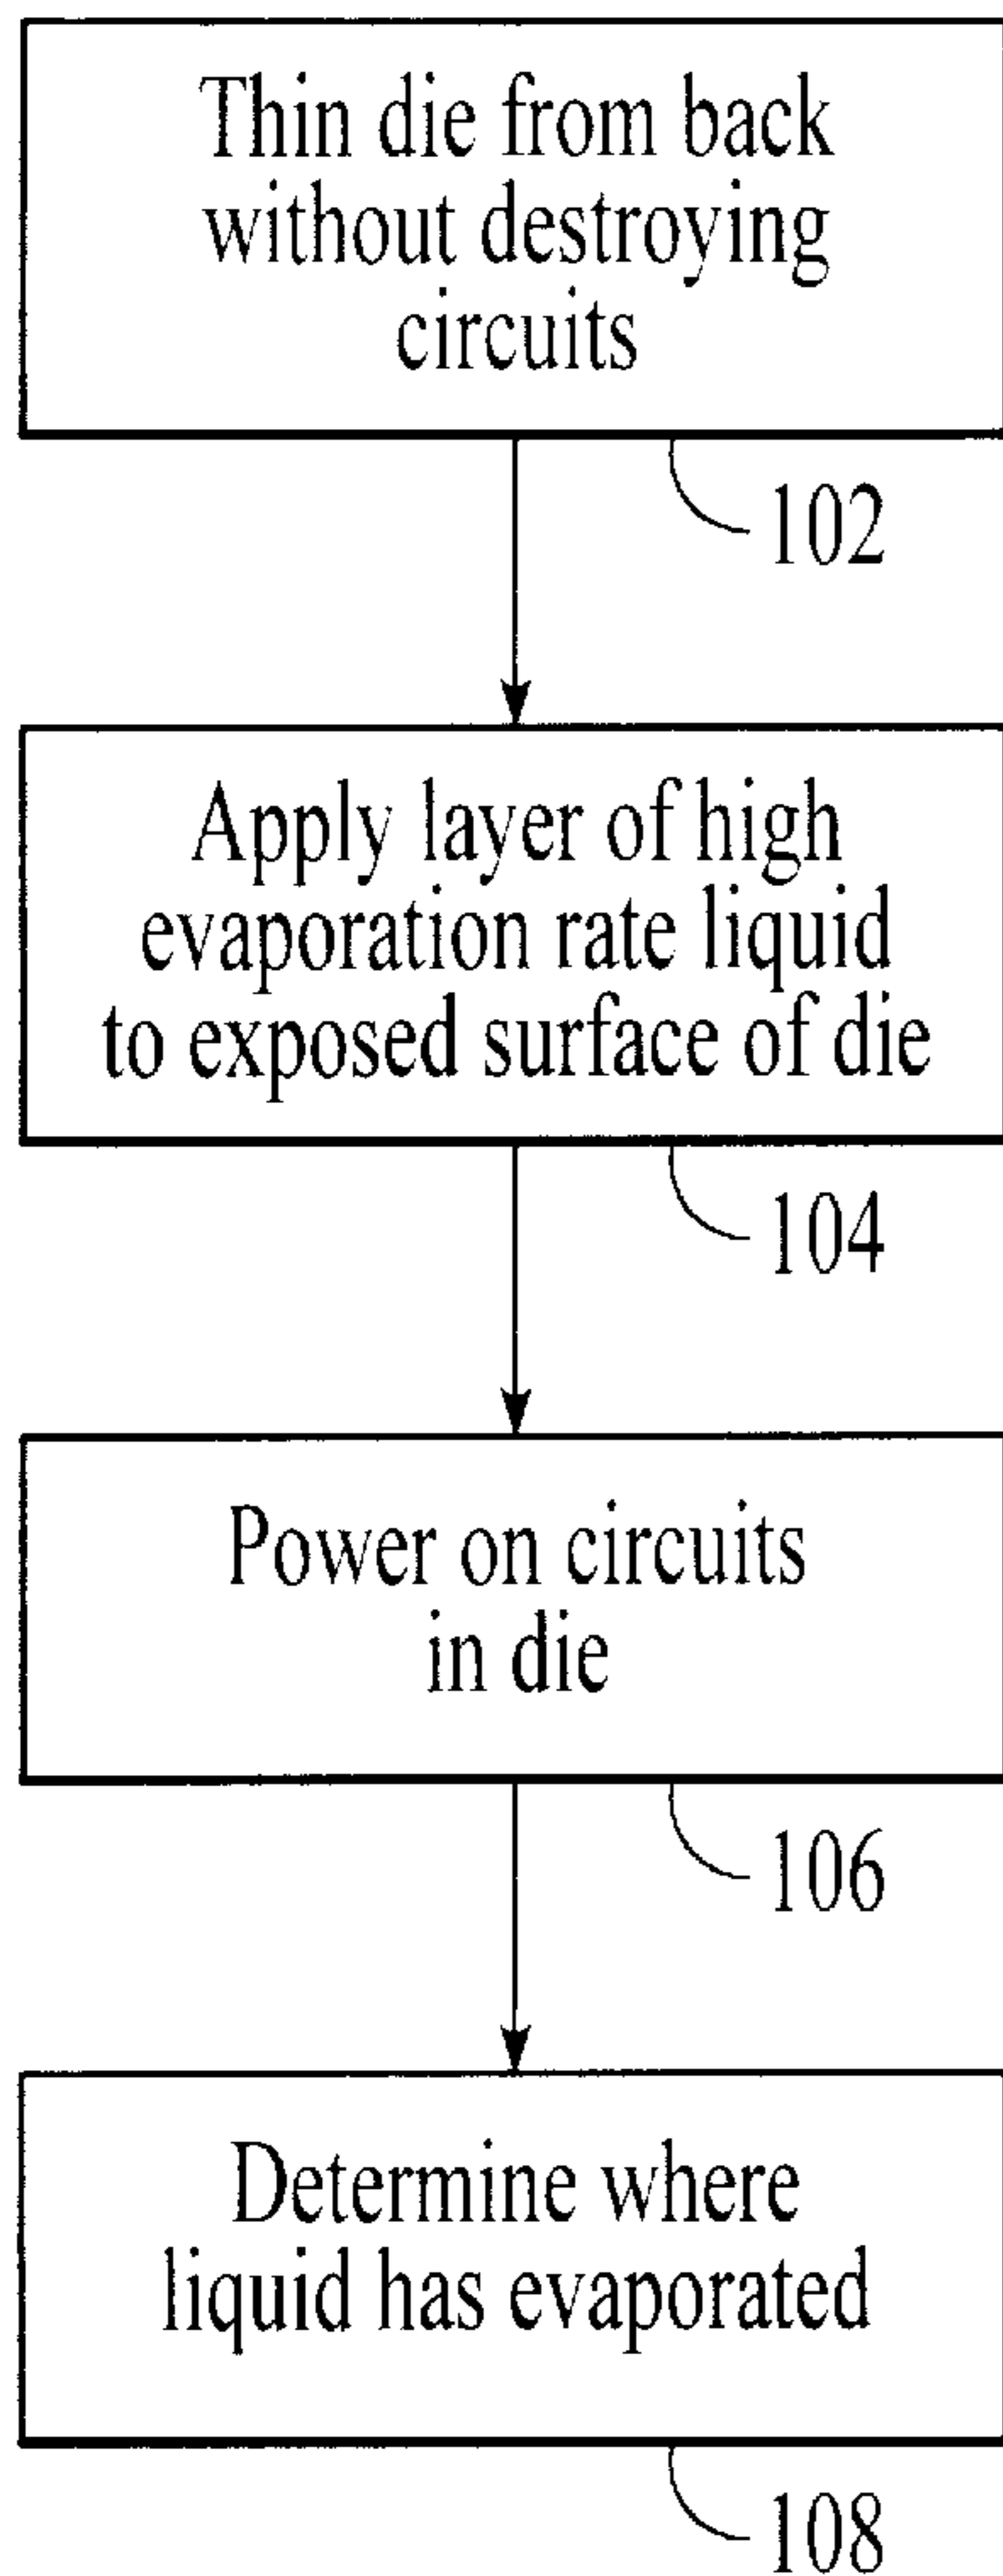 Thin die from back
without destroying
circuits
102
Apply layer of high
evaporation rate liquid
to exposed surface of die
104
Power on circuits
in die
106
Determine where
liquid has evaporated
108